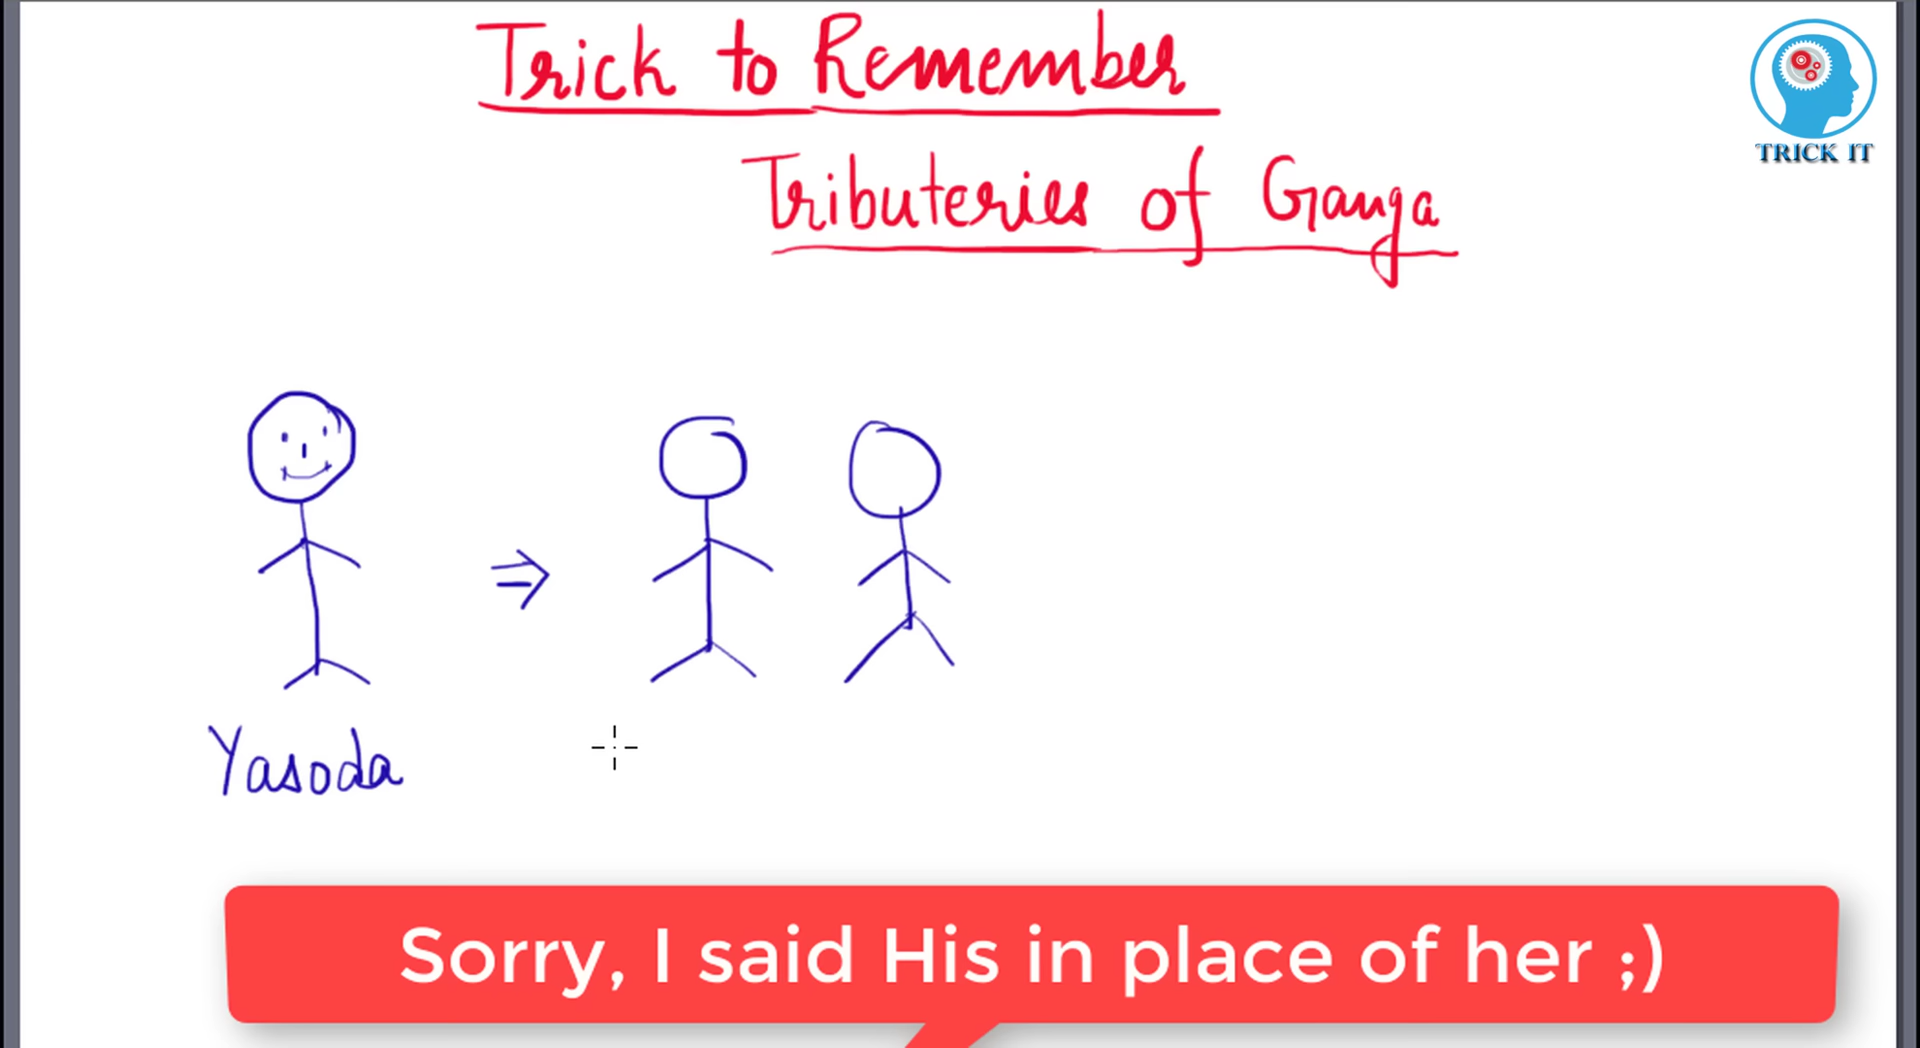 Trick to Remember
TRICK IT
Tributeries of Ganga
Yasoda
Sorry, I said His in place of her ;)